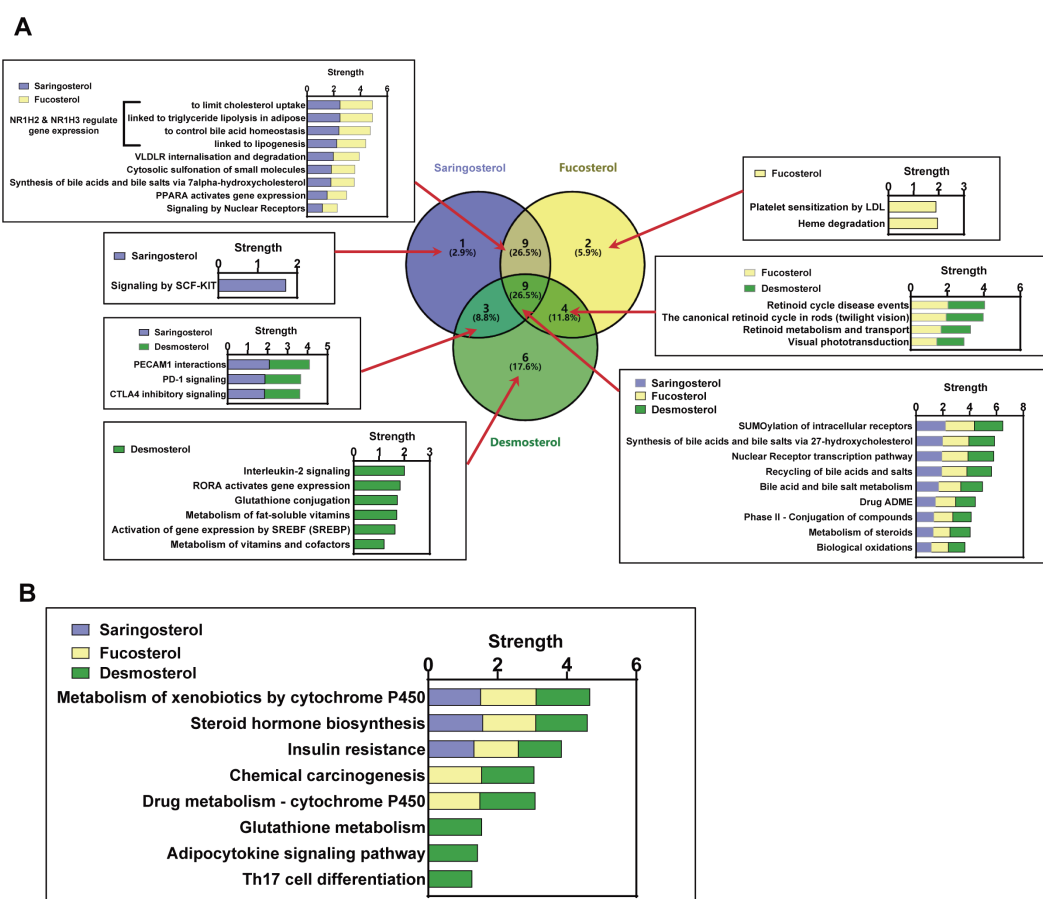 A
Strength
Saringosterol
Fucosterol
0 2 4 6
NR1H2 & NR1H3 regulate
gene expression
to limit cholesterol uptake
linked to triglyceride lipolysis in adipose
to control bile acid homeostasis
linked to lipogenesis
VLDLR internalisation and degradation
Cytosolic sulfonation of small molecules
Synthesis of bile acids and bile salts via 7alpha-hydroxycholesterol
PPARA activates gene expression
Signaling by Nuclear Receptors
Saringosterol
Fucosterol
Desmosterol
1
(2.9%)
9
(26.5%)
2
(5.9%)
9
(26.5%)
3
(8.8%)
4
(11.8%)
6
(17.6%)
Fucosterol
Strength
0 1 2 3
Platelet sensitization by LDL
Heme degradation
Saringosterol
Strength
0 1 2
Signaling by SCF-KIT
Fucosterol
Desmosterol
Strength
0 2 4 6
Retinoid cycle disease events
The canonical retinoid cycle in rods (twilight vision)
Retinoid metabolism and transport
Visual phototransduction
Saringosterol
Desmosterol
Strength
0 1 2 3 4 5
PECAM1 interactions
PD-1 signaling
CTLA4 inhibitory signaling
Saringosterol
Fucosterol
Desmosterol
Strength
0 2 4 6 8
SUMOylation of intracellular receptors
Synthesis of bile acids and bile salts via 27-hydroxycholesterol
Nuclear Receptor transcription pathway
Recycling of bile acids and salts
Bile acid and bile salt metabolism
Drug ADME
Phase II - Conjugation of compounds
Metabolism of steroids
Biological oxidations
Desmosterol
Strength
0 1 2 3
Interleukin-2 signaling
RORA activates gene expression
Glutathione conjugation
Metabolism of fat-soluble vitamins
Activation of gene expression by SREBF (SREBP)
Metabolism of vitamins and cofactors
B
Saringosterol
Fucosterol
Desmosterol
Strength
0 2 4 6
Metabolism of xenobiotics by cytochrome P450
Steroid hormone biosynthesis
Insulin resistance
Chemical carcinogenesis
Drug metabolism - cytochrome P450
Glutathione metabolism
Adipocytokine signaling pathway
Th17 cell differentiation